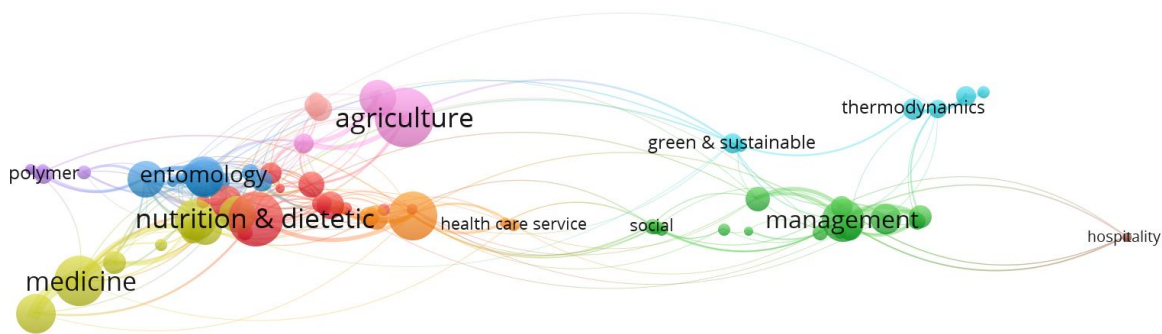 thermodynamics
agriculture
green & sustainable
polymer
entomology
nutrition & dietetic
health care service
social
management
hospitality
medicine